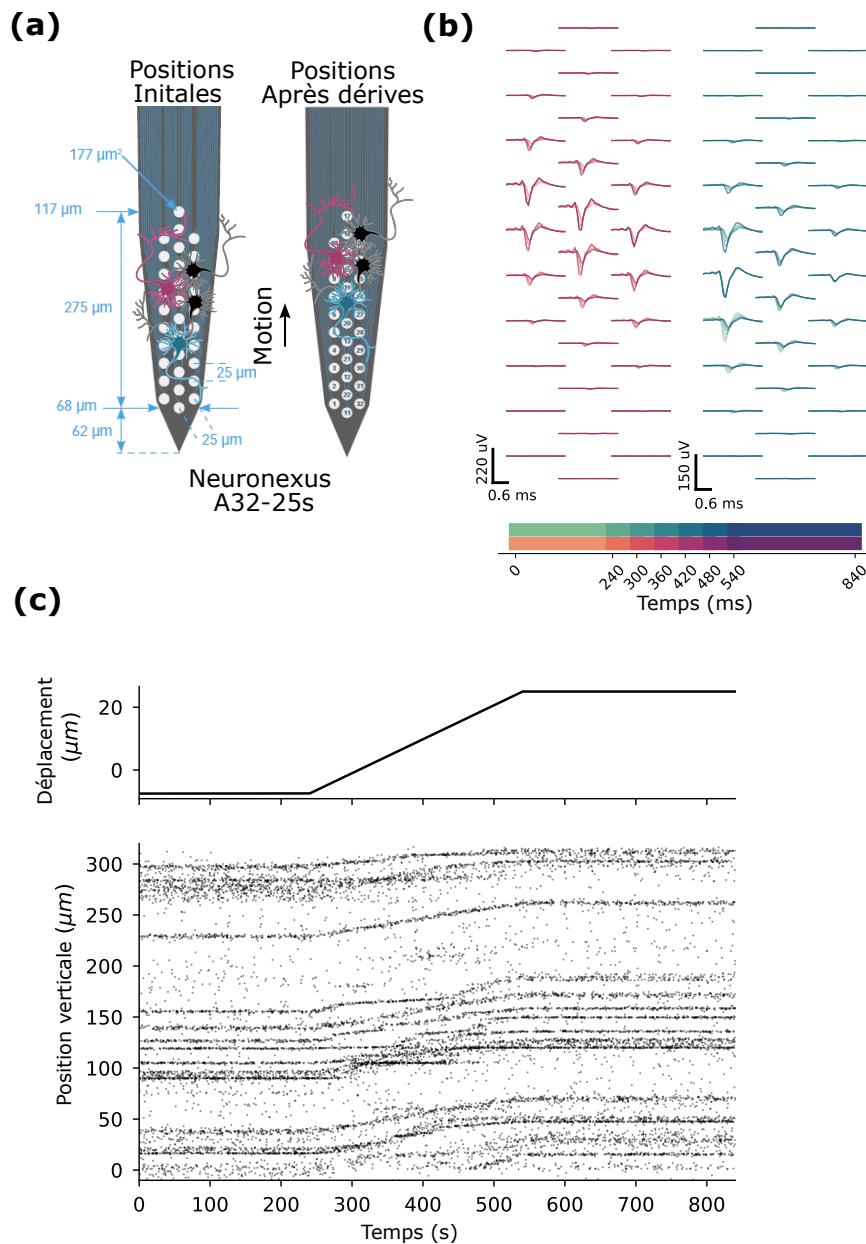 (a)
Positions
Initales
Positions
Après dérives
177 µm²
117 µm
275 µm
68 µm
62 µm
25 µm
25 µm
Motion
17
11
Neuronexus
A32-25s
(b)
220 uV
0.6 ms
150 uV
0.6 ms
0
240
300
360
420
480
540
840
Temps (ms)
(c)
Déplacement
(µm)
20
0
Position verticale (µm)
300
250
200
150
100
50
0
0
100
200
300
400
500
600
700
800
Temps (s)